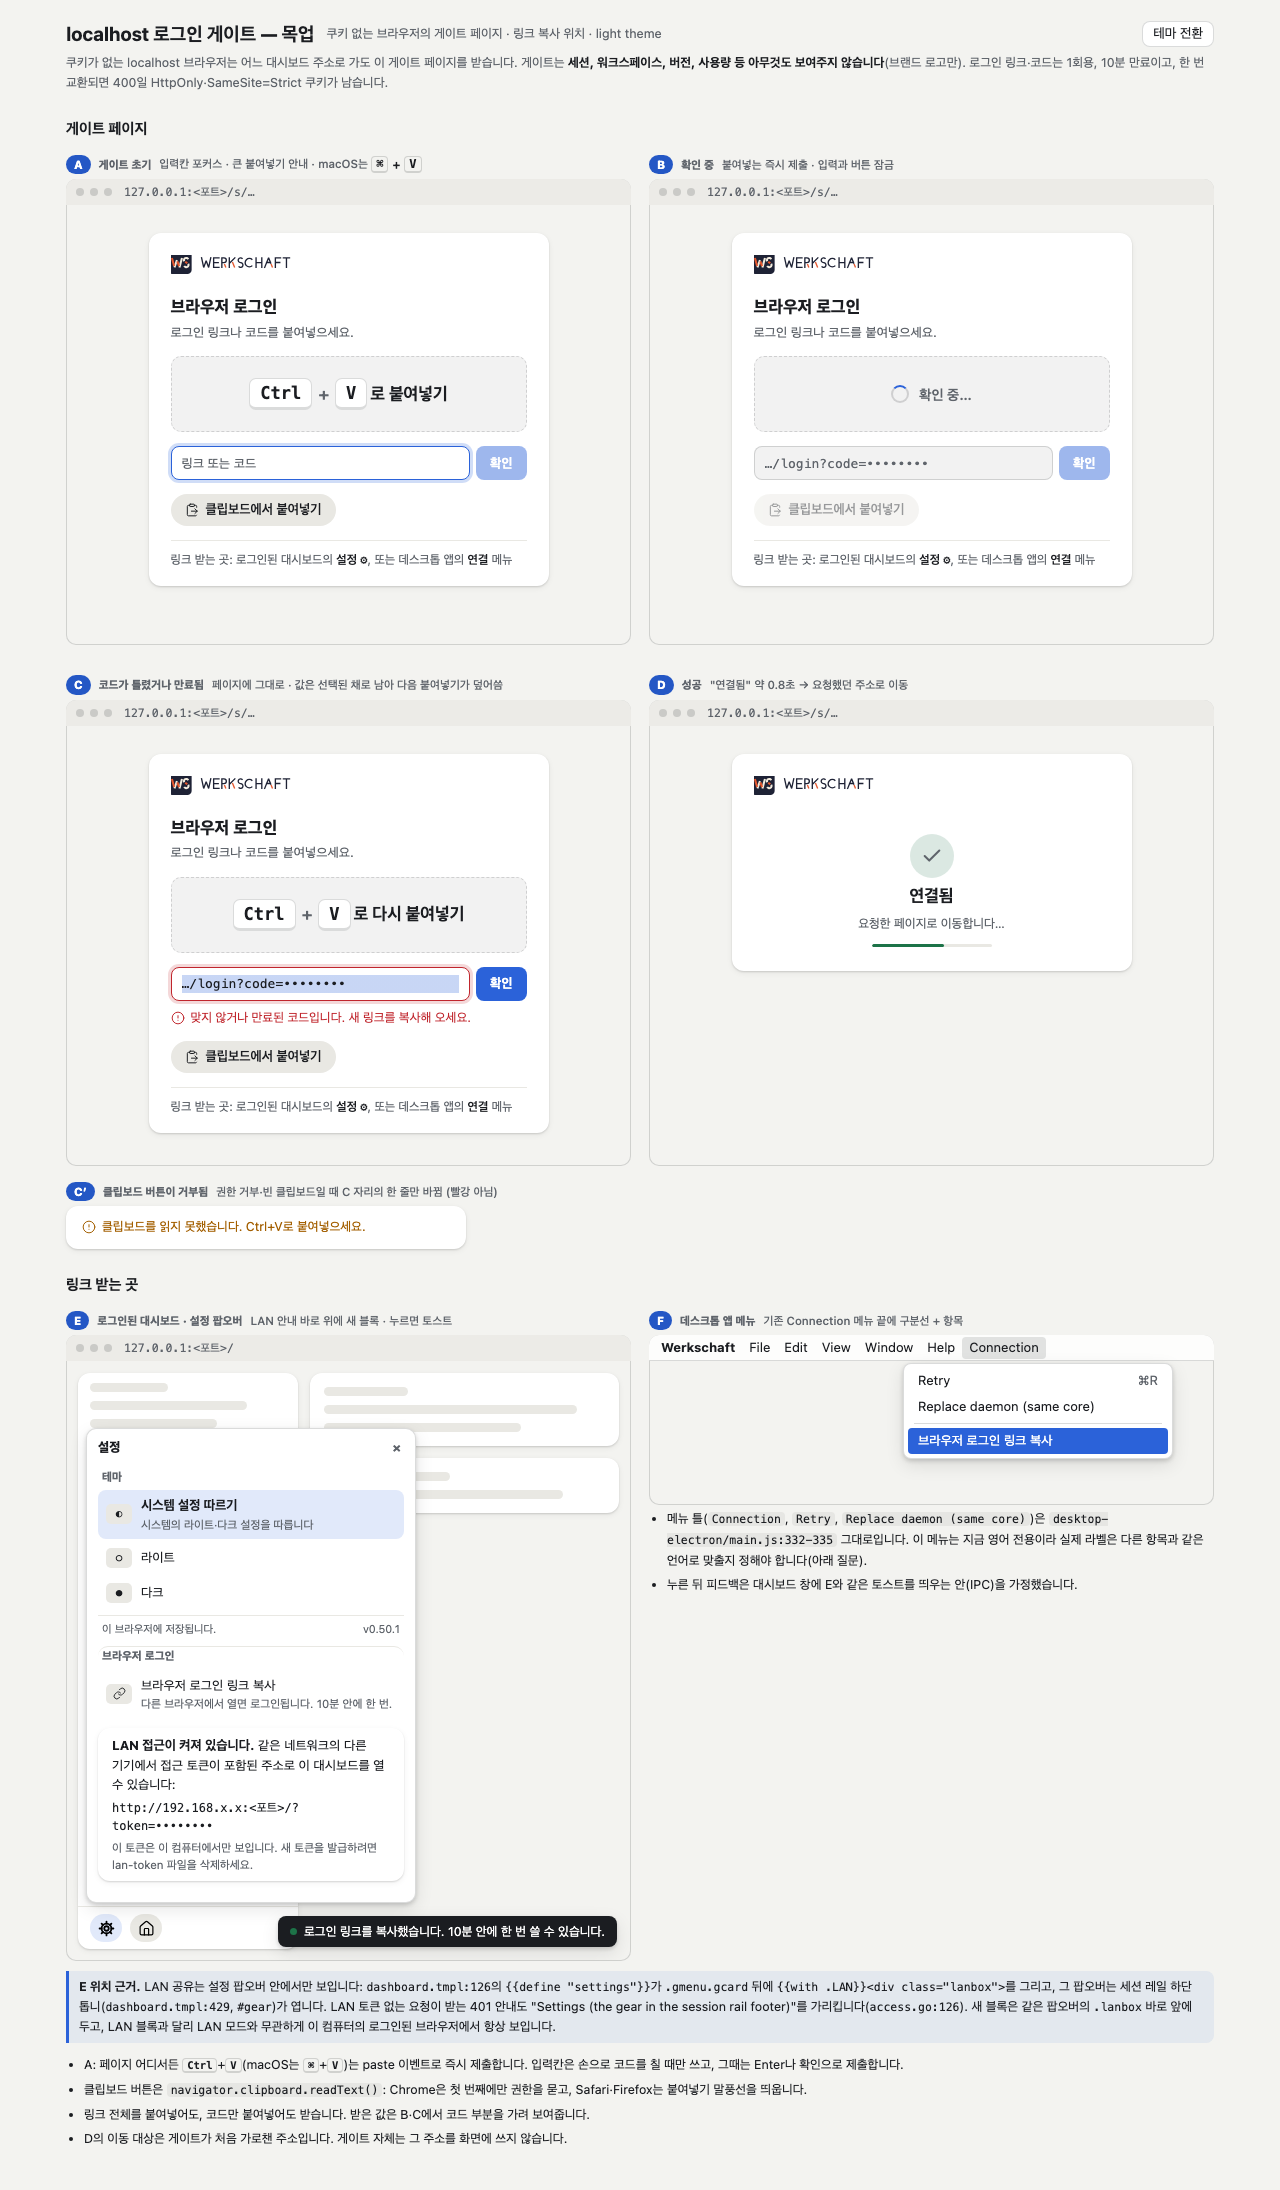 localhost 로그인 게이트 — 목업 쿠키 없는 브라우저의 게이트 페이지 · 링크 복사 위치 · light theme
테마 전환
쿠키가 없는 localhost 브라우저는 어느 대시보드 주소로 가도 이 게이트 페이지를 받습니다. 게이트는 세션, 워크스페이스, 버전, 사용량 등 아무것도 보여주지 않습니다(브랜드 로고만). 로그인 링크·코드는 1회용, 10분 만료이고, 한 번
교환되면 400일 HttpOnly·SameSite=Strict 쿠키가 남습니다.
게이트 페이지
A 게이트 초기 입력칸 포커스 · 큰 붙여넣기 안내 · macOS는 ⌘ + V
127.0.0.1:<포트>/s/…
WS WERKSCHAFT
브라우저 로그인
로그인 링크나 코드를 붙여넣으세요.
Ctrl + V 로 붙여넣기
링크 또는 코드
확인
클립보드에서 붙여넣기
링크 받는 곳: 로그인된 대시보드의 설정 ⚙, 또는 데스크톱 앱의 연결 메뉴
B 확인 중 붙여넣는 즉시 제출 · 입력과 버튼 잠금
127.0.0.1:<포트>/s/…
WS WERKSCHAFT
브라우저 로그인
로그인 링크나 코드를 붙여넣으세요.
확인 중…
…/login?code=••••••••
확인
클립보드에서 붙여넣기
링크 받는 곳: 로그인된 대시보드의 설정 ⚙, 또는 데스크톱 앱의 연결 메뉴
C 코드가 틀렸거나 만료됨 페이지에 그대로 · 값은 선택된 채로 남아 다음 붙여넣기가 덮어씀
127.0.0.1:<포트>/s/…
WS WERKSCHAFT
브라우저 로그인
로그인 링크나 코드를 붙여넣으세요.
Ctrl + V 로 다시 붙여넣기
…/login?code=••••••••
확인
맞지 않거나 만료된 코드입니다. 새 링크를 복사해 오세요.
클립보드에서 붙여넣기
링크 받는 곳: 로그인된 대시보드의 설정 ⚙, 또는 데스크톱 앱의 연결 메뉴
D 성공 "연결됨" 약 0.8초 → 요청했던 주소로 이동
127.0.0.1:<포트>/s/…
WS WERKSCHAFT
연결됨
요청한 페이지로 이동합니다…
C′ 클립보드 버튼이 거부됨 권한 거부·빈 클립보드일 때 C 자리의 한 줄만 바뀜 (빨강 아님)
클립보드를 읽지 못했습니다. Ctrl+V로 붙여넣으세요.
링크 받는 곳
E 로그인된 대시보드 · 설정 팝오버 LAN 안내 바로 위에 새 블록 · 누르면 토스트
127.0.0.1:<포트>/
설정 ×
테마
시스템 설정 따르기
시스템의 라이트·다크 설정을 따릅니다
라이트
다크
이 브라우저에 저장됩니다. v0.50.1
브라우저 로그인
브라우저 로그인 링크 복사
다른 브라우저에서 열면 로그인됩니다. 10분 안에 한 번.
LAN 접근이 켜져 있습니다. 같은 네트워크의 다른
기기에서 접근 토큰이 포함된 주소로 이 대시보드를 열
수 있습니다:
http://192.168.x.x:<포트>/?
token=••••••••
이 토큰은 이 컴퓨터에서만 보입니다. 새 토큰을 발급하려면
lan-token 파일을 삭제하세요.
로그인 링크를 복사했습니다. 10분 안에 한 번 쓸 수 있습니다.
F 데스크톱 앱 메뉴 기존 Connection 메뉴 끝에 구분선 + 항목
Werkschaft File Edit View Window Help Connection
Retry ⌘R
Replace daemon (same core)
브라우저 로그인 링크 복사
• 메뉴 틀( Connection , Retry , Replace daemon (same core) )은 desktop-
electron/main.js:332-335 그대로입니다. 이 메뉴는 지금 영어 전용이라 실제 라벨은 다른 항목과 같은
언어로 맞출지 정해야 합니다(아래 질문).
• 누른 뒤 피드백은 대시보드 창에 E와 같은 토스트를 띄우는 안(IPC)을 가정했습니다.
E 위치 근거. LAN 공유는 설정 팝오버 안에서만 보입니다: dashboard.tmpl:126의 {{define "settings"}}가 .gmenu.gcard 뒤에 {{with .LAN}}<div class="lanbox">를 그리고, 그 팝오버는 세션 레일 하단
톱니(dashboard.tmpl:429, #gear)가 엽니다. LAN 토큰 없는 요청이 받는 401 안내도 "Settings (the gear in the session rail footer)"를 가리킵니다(access.go:126). 새 블록은 같은 팝오버의 .lanbox 바로 앞에
두고, LAN 블록과 달리 LAN 모드와 무관하게 이 컴퓨터의 로그인된 브라우저에서 항상 보입니다.
• A: 페이지 어디서든 Ctrl+V(macOS는 ⌘+V)는 paste 이벤트로 즉시 제출합니다. 입력칸은 손으로 코드를 칠 때만 쓰고, 그때는 Enter나 확인으로 제출합니다.
• 클립보드 버튼은 navigator.clipboard.readText() : Chrome은 첫 번째에만 권한을 묻고, Safari·Firefox는 붙여넣기 말풍선을 띄웁니다.
• 링크 전체를 붙여넣어도, 코드만 붙여넣어도 받습니다. 받은 값은 B·C에서 코드 부분을 가려 보여줍니다.
• D의 이동 대상은 게이트가 처음 가로챈 주소입니다. 게이트 자체는 그 주소를 화면에 쓰지 않습니다.